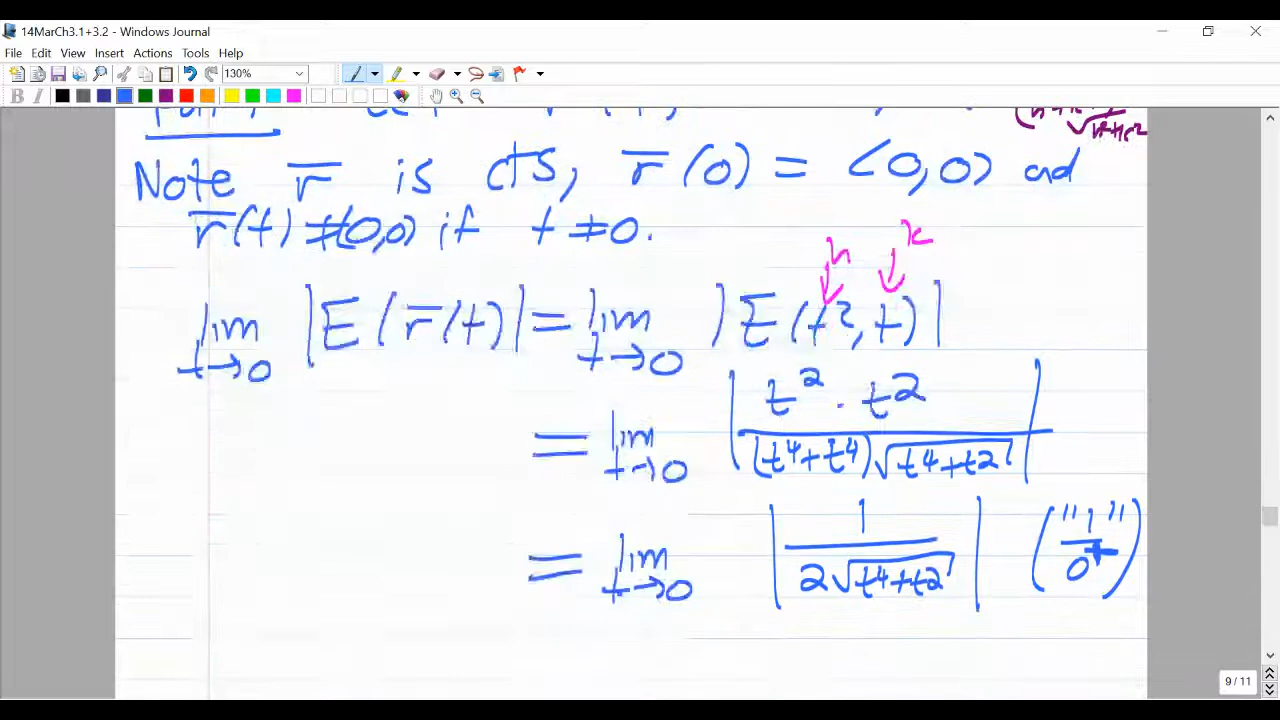 14MarCh3.1+3.2 - Windows Journal
File Edit View Insert Actions Tools Help
130%
B I
Note r̄ is cts, r̄(0) = <0,0> ad
r̄(t) ≠(0,0) if t ≠0.
h k
lim t→0 |E(r̄(t)| = lim t→0 |E(t², t)|
= lim t→0 | t² · t² / (t⁴+t⁴)√(t⁴+t²) |
= lim t→0 | 1 / 2√(t⁴+t²) | ("1" / 0⁺)
9 / 11